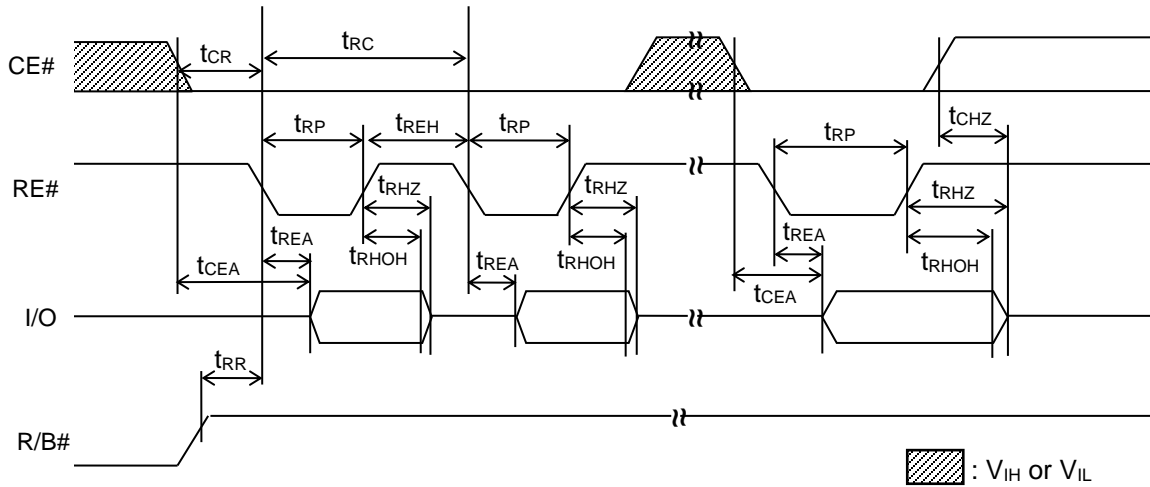 CE#
tCR
tRC
tCHZ
tRP
tREH
tRP
tRP
RE#
tRHZ
tRHZ
tRHZ
tREA
tRHOH
tREA
tRHOH
tREA
tRHOH
tCEA
tCEA
I/O
tRR
R/B#
: VIH or VIL